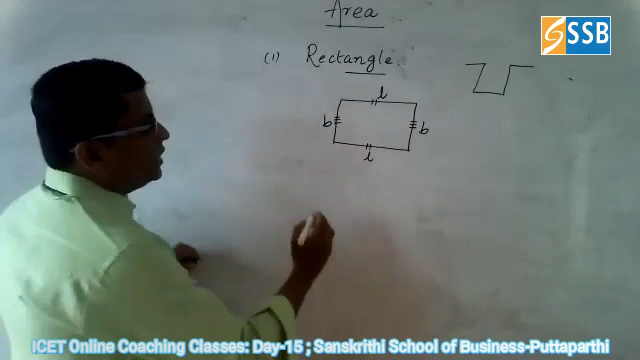 Area
SSB
(1) Rectangle.
l
b
b
l
ICET Online Coaching Classes: Day-15 ; Sanskrithi School of Business-Puttaparthi